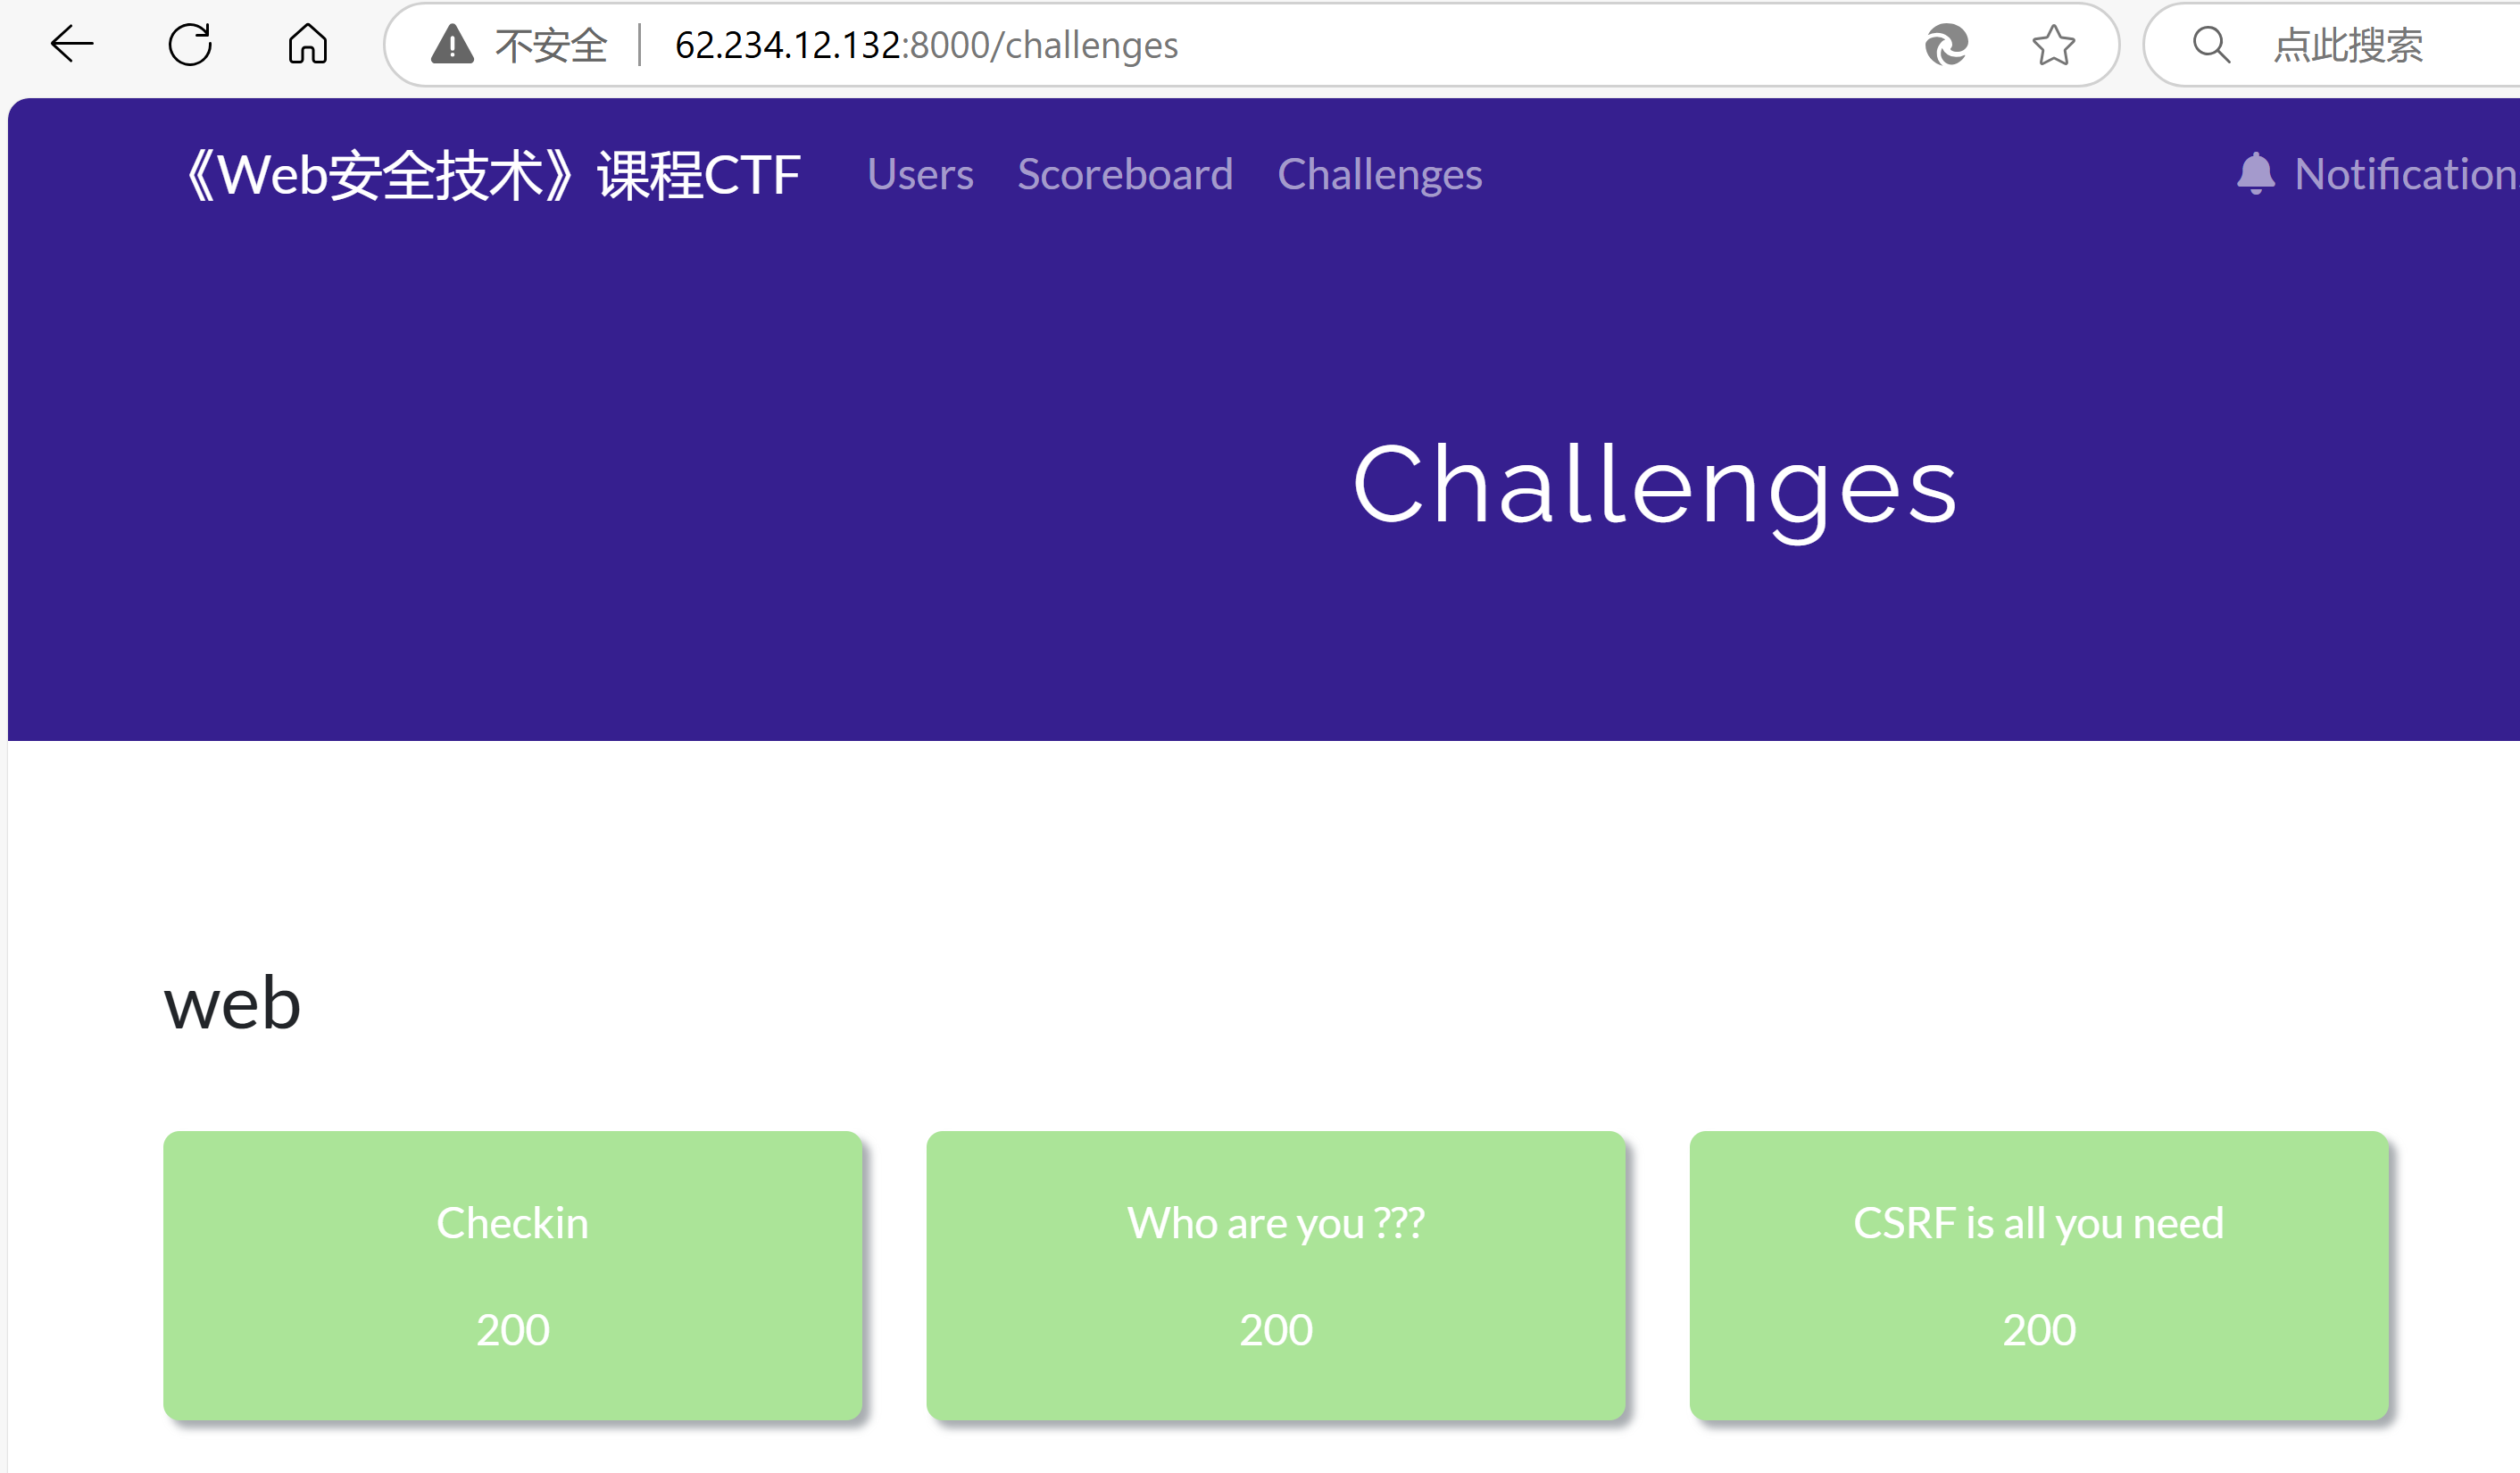 不安全 62.234.12.132:8000/challenges 点此搜索
《Web安全技术》课程CTF Users Scoreboard Challenges Notification
Challenges
web
Checkin Who are you ??? CSRF is all you need
200 200 200